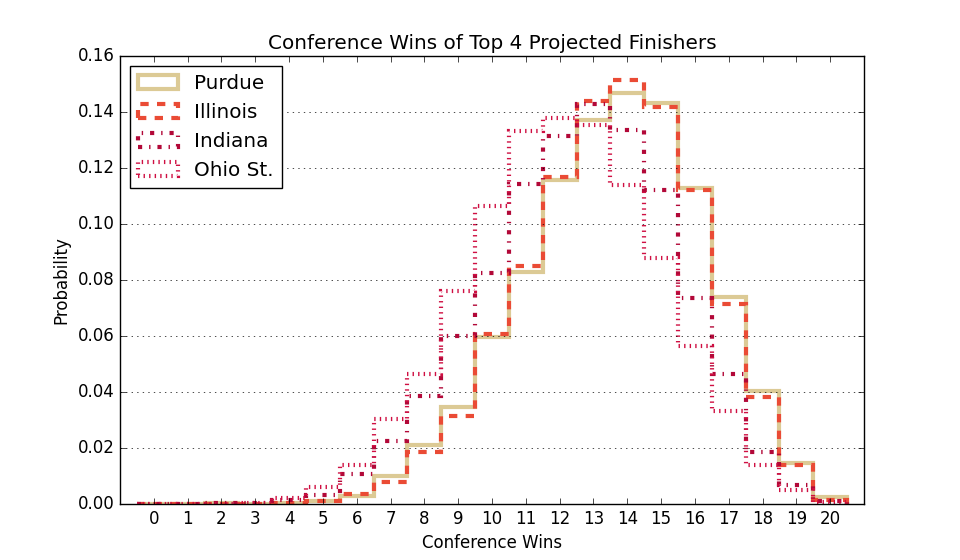 Conference Wins of Top 4 Projected Finishers
Purdue
Illinois
Indiana
Ohio St.
0.16
0.14
0.12
0.10
0.08
0.06
0.04
0.02
0.00
Probability
0 1 2 3 4 5 6 7 8 9 10 11 12 13 14 15 16 17 18 19 20
Conference Wins